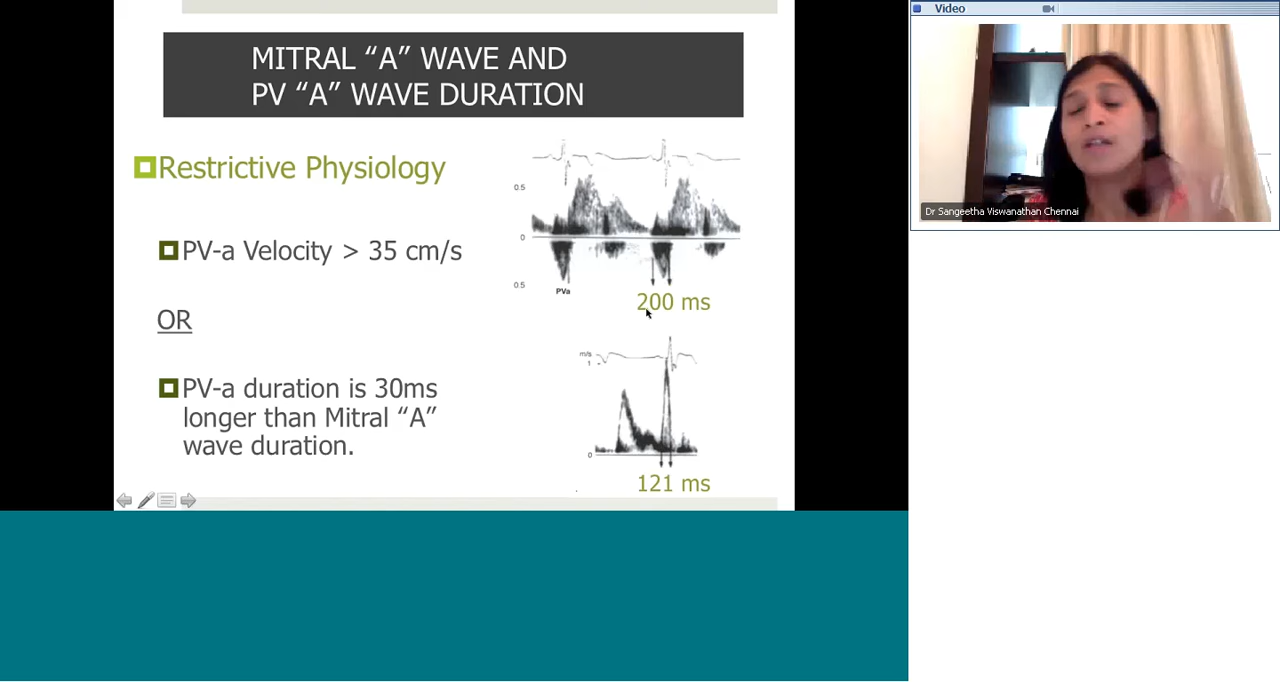 MITRAL “A” WAVE AND
PV “A” WAVE DURATION
Restrictive Physiology
PV-a Velocity > 35 cm/s
OR
PV-a duration is 30ms
longer than Mitral “A”
wave duration.
0.5
0
0.5
PVa
200 ms
m/s
1
0
121 ms
Video
Dr Sangeetha Viswanathan Chennai